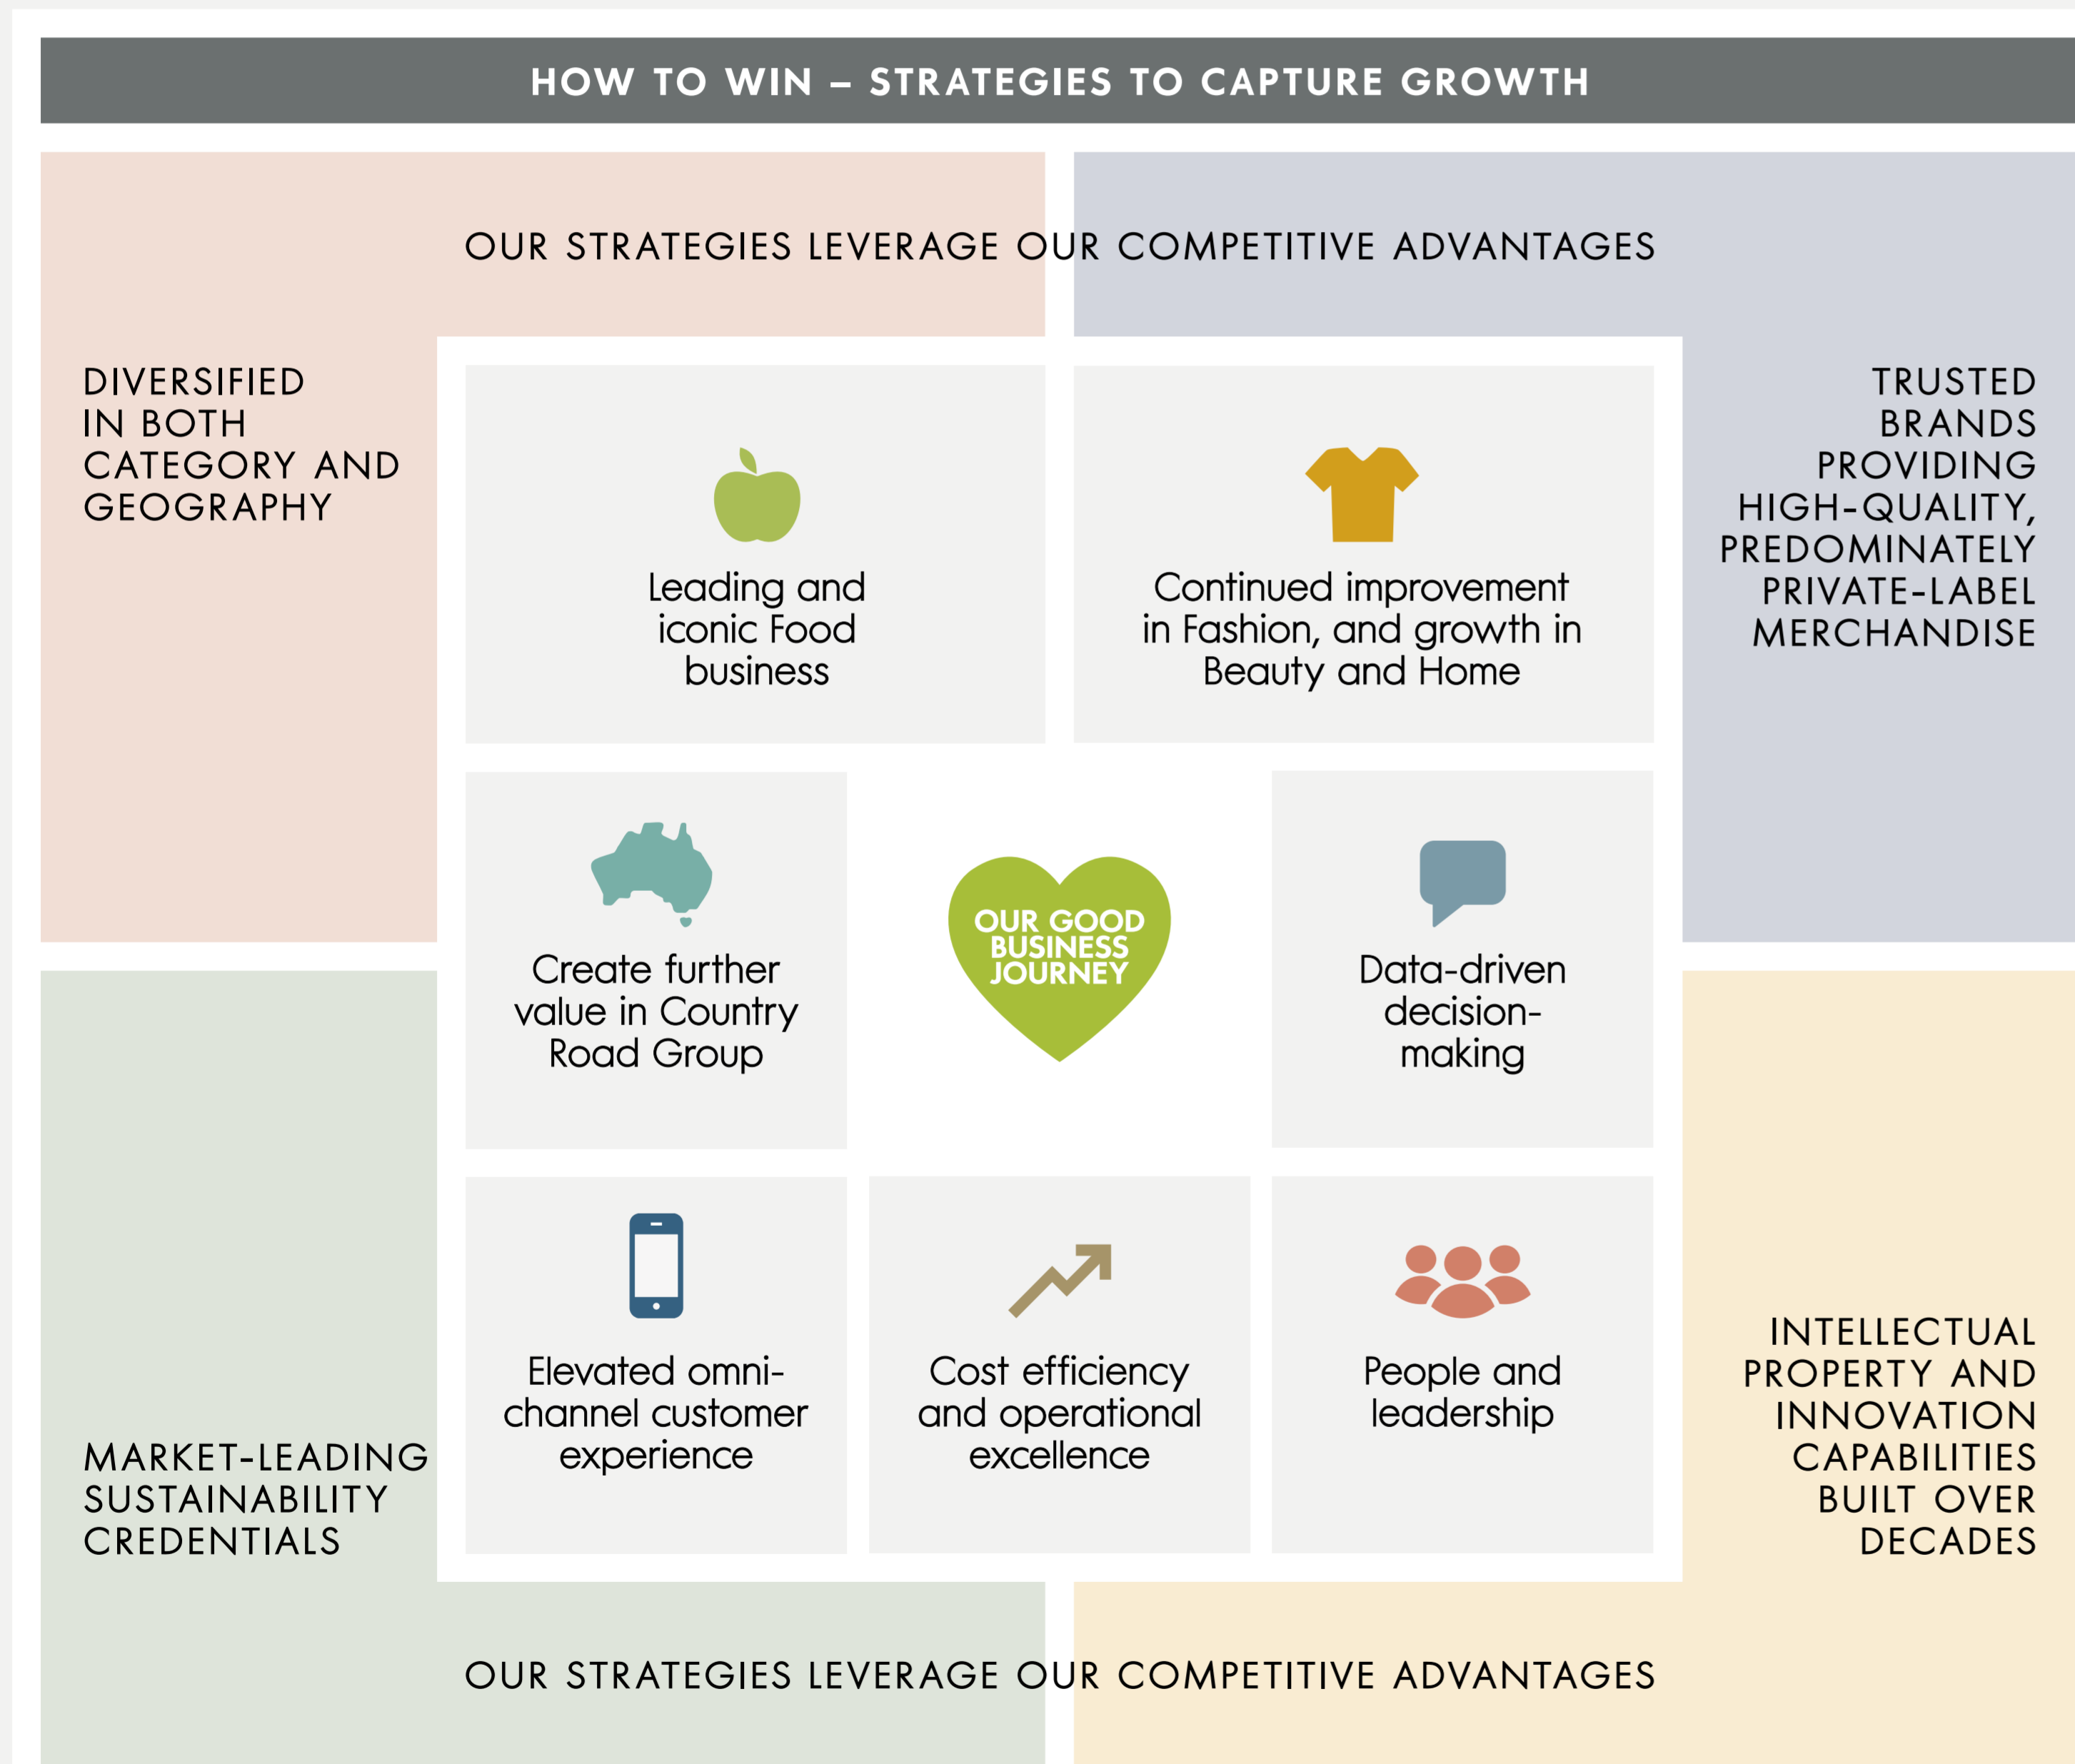 HOW TO WIN – STRATEGIES TO CAPTURE GROWTH
OUR STRATEGIES LEVERAGE OUR COMPETITIVE ADVANTAGES
DIVERSIFIED
IN BOTH
CATEGORY AND
GEOGRAPHY
TRUSTED
BRANDS
PROVIDING
HIGH-QUALITY,
PREDOMINATELY
PRIVATE-LABEL
MERCHANDISE
Leading and
iconic Food
business
Continued improvement
in Fashion, and growth in
Beauty and Home
Create further
value in Country
Road Group
OUR GOOD
BUSINESS
JOURNEY
Data-driven
decision-
making
Elevated omni-
channel customer
experience
Cost efficiency
and operational
excellence
People and
leadership
MARKET-LEADING
SUSTAINABILITY
CREDENTIALS
INTELLECTUAL
PROPERTY AND
INNOVATION
CAPABILITIES
BUILT OVER
DECADES
OUR STRATEGIES LEVERAGE OUR COMPETITIVE ADVANTAGES